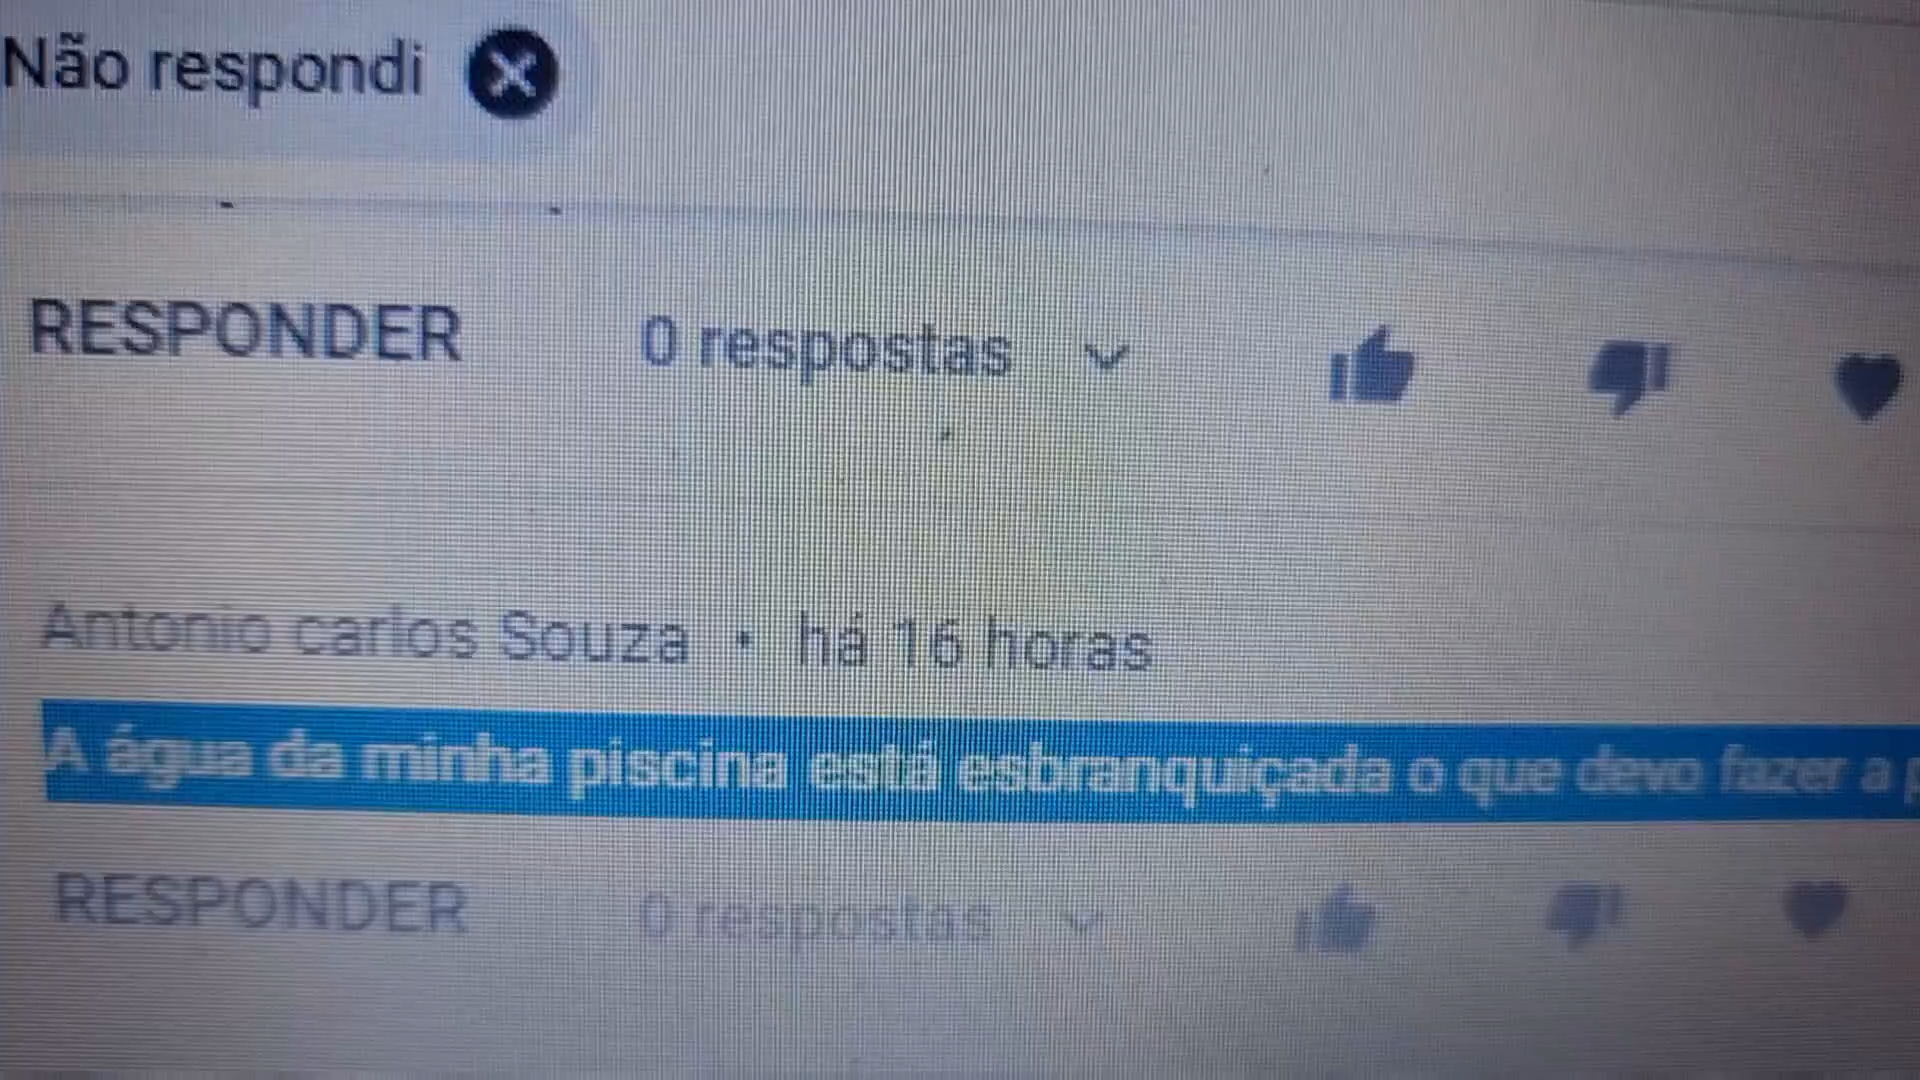 Não respondi
RESPONDER 0 respostas
Antonio carlos Souza • há 16 horas
A água da minha piscina está esbranquiçada o que devo fazer a
RESPONDER 0 respostas